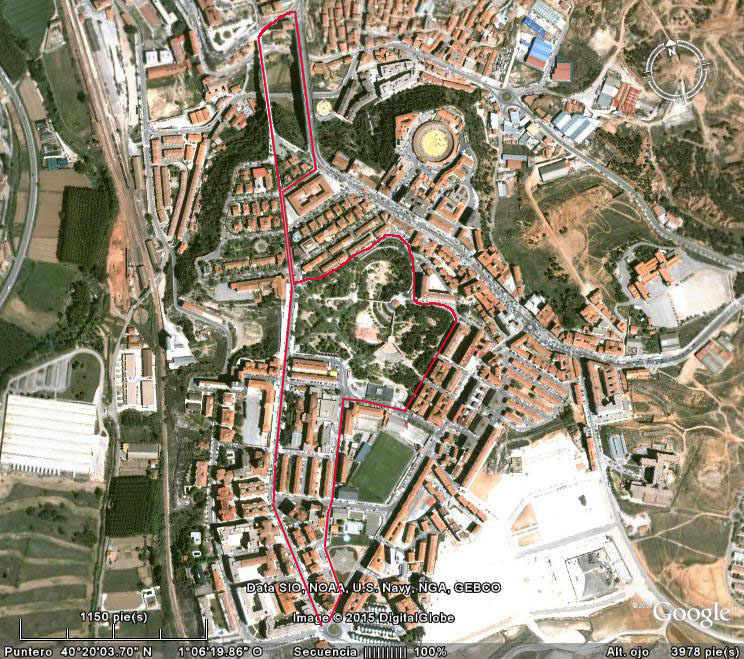 Data SIO, NOAA, U.S. Navy, NGA, GEBCO
1150 pie(s)
Image © 2015 DigitalGlobe
Google
Puntero 40°20'03.70" N 1°06'19.86" O Secuencia 100% Alt. ojo 3978 pie(s)